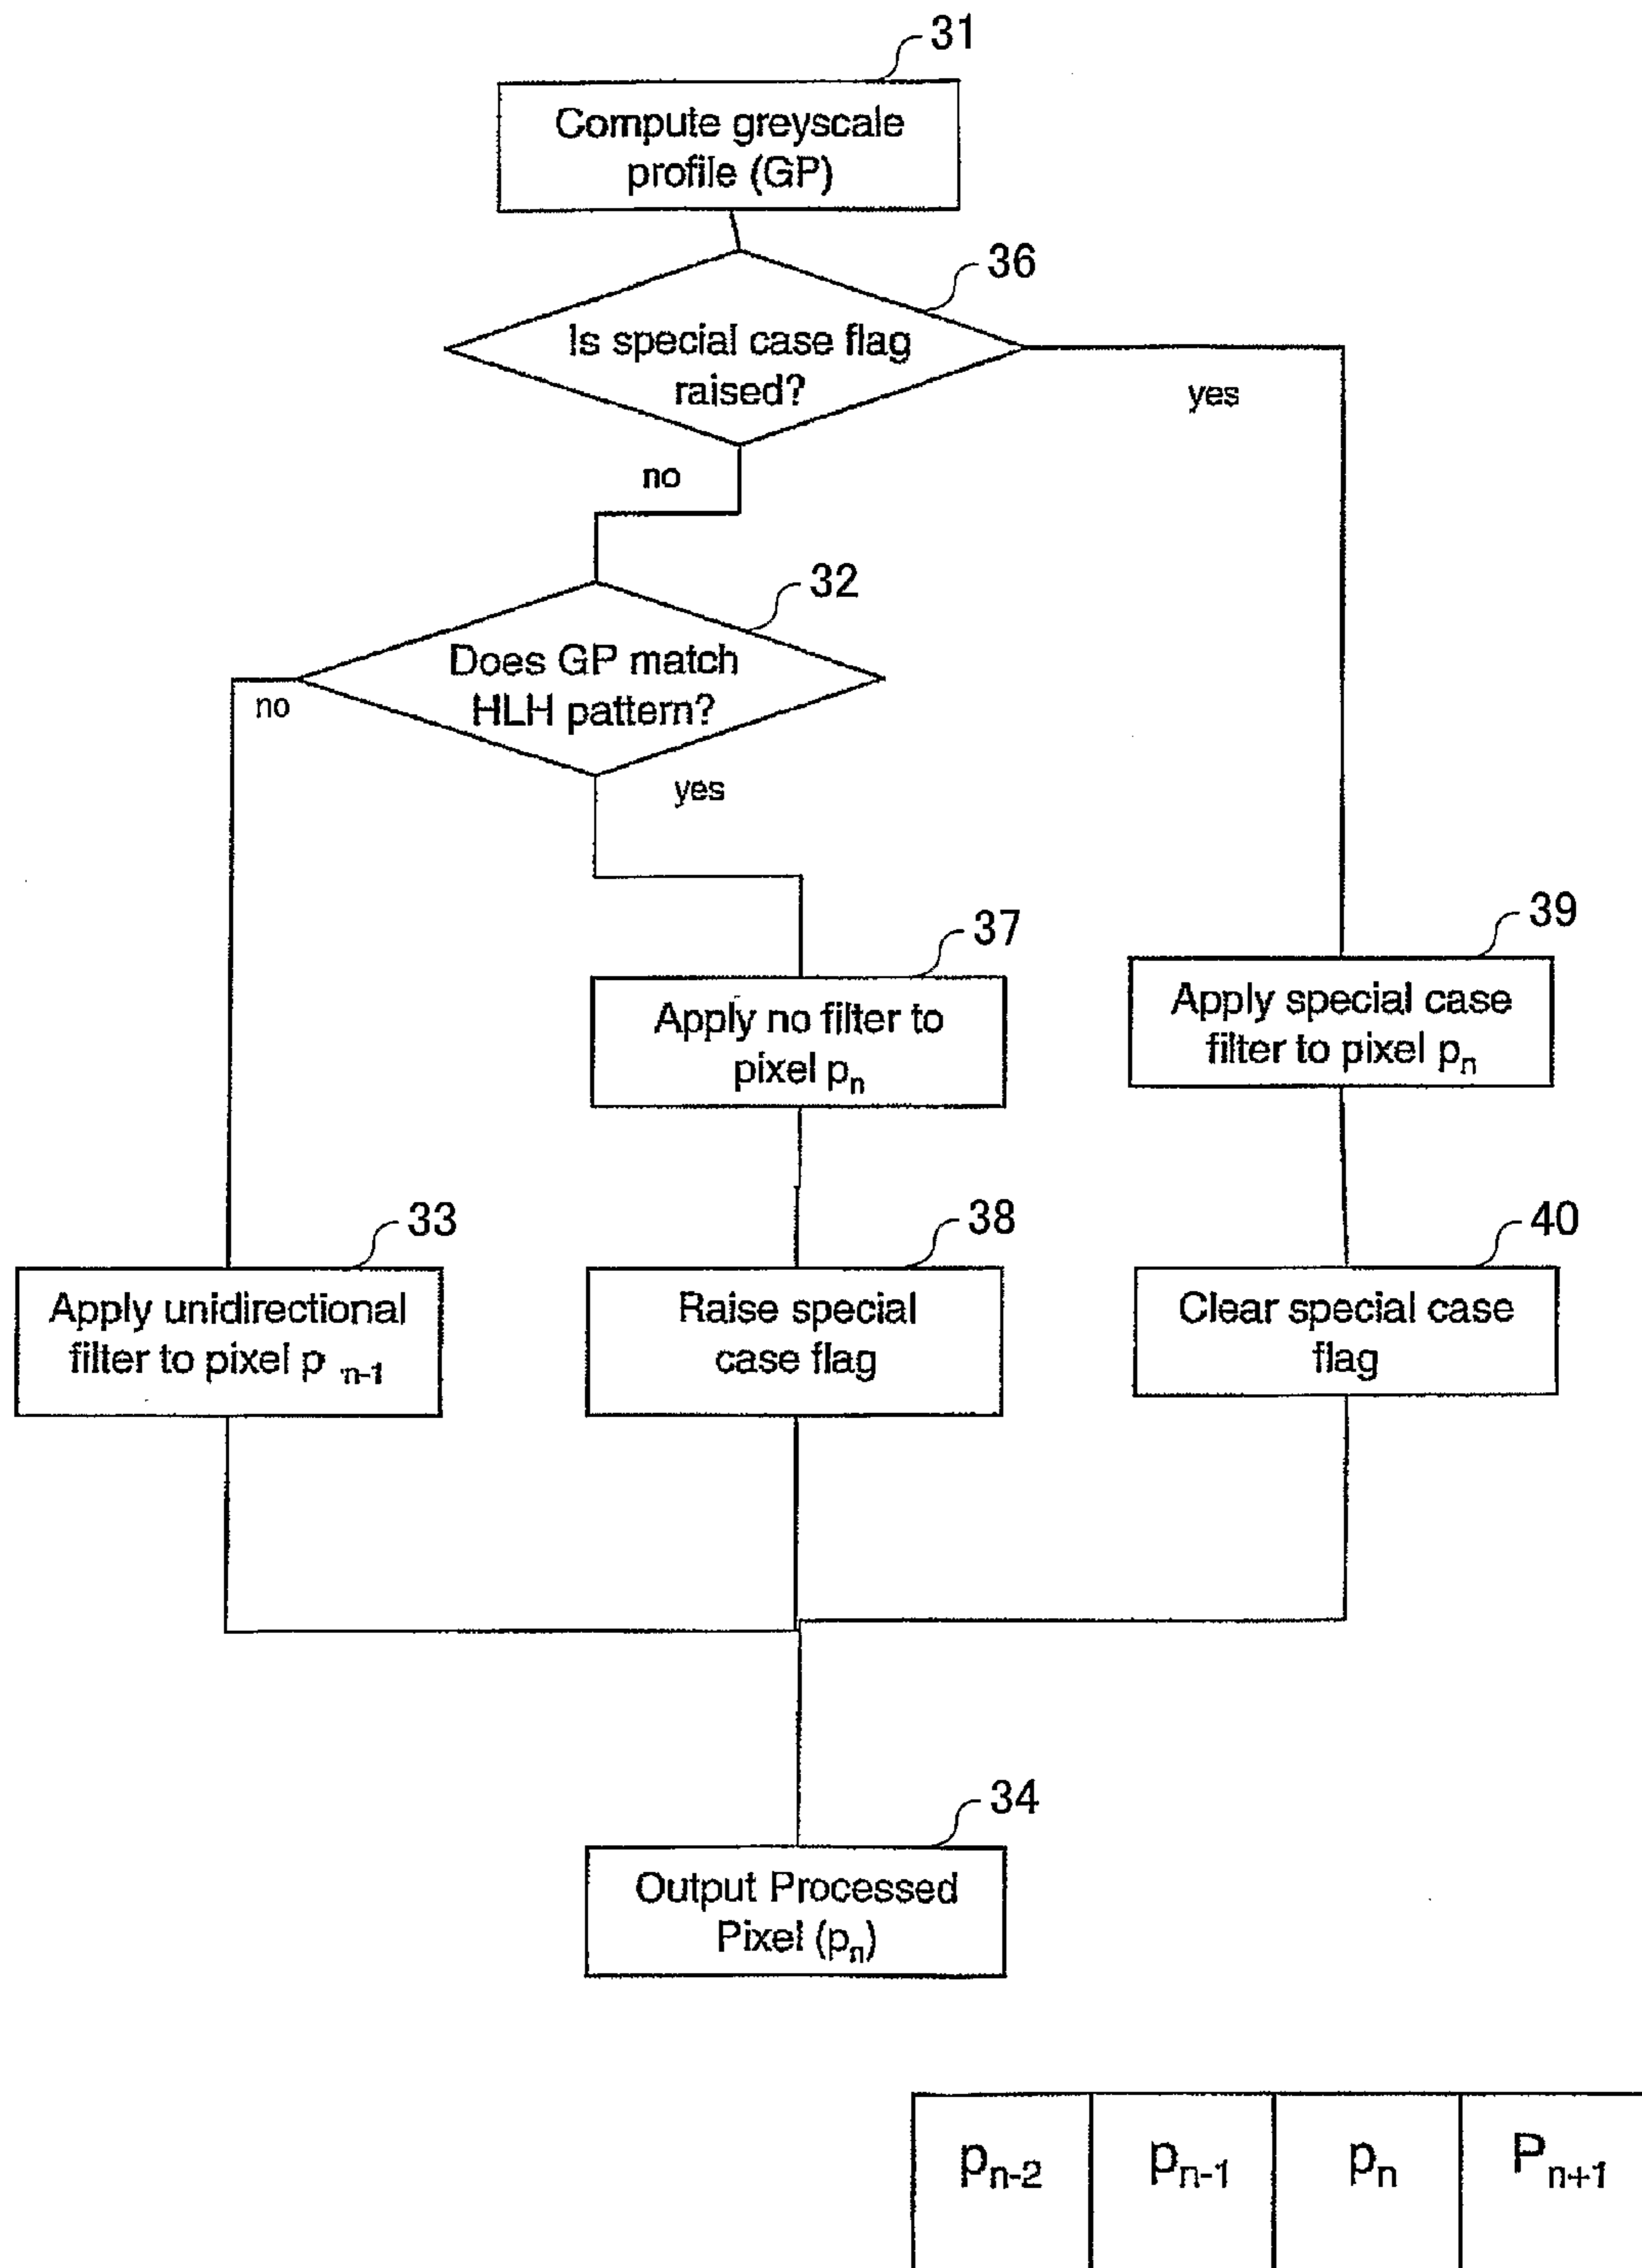 31
Compute greyscale
profile (GP)
36
Is special case flag
raised?
yes
no
32
Does GP match
HLH pattern?
no
yes
37
Apply no filter to
pixel pn
39
Apply special case
filter to pixel pn
33
Apply unidirectional
filter to pixel p n-1
38
Raise special
case flag
40
Clear special case
flag
34
Output Processed
Pixel (pn)
pn-2 pn-1 pn Pn+1